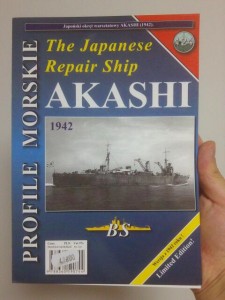 Japoński okręt warsztatowy AKASHI (1942)
The Japanese
Repair Ship
AKASHI
1942
PROFILE MORSKIE
BS
Limited Edition!